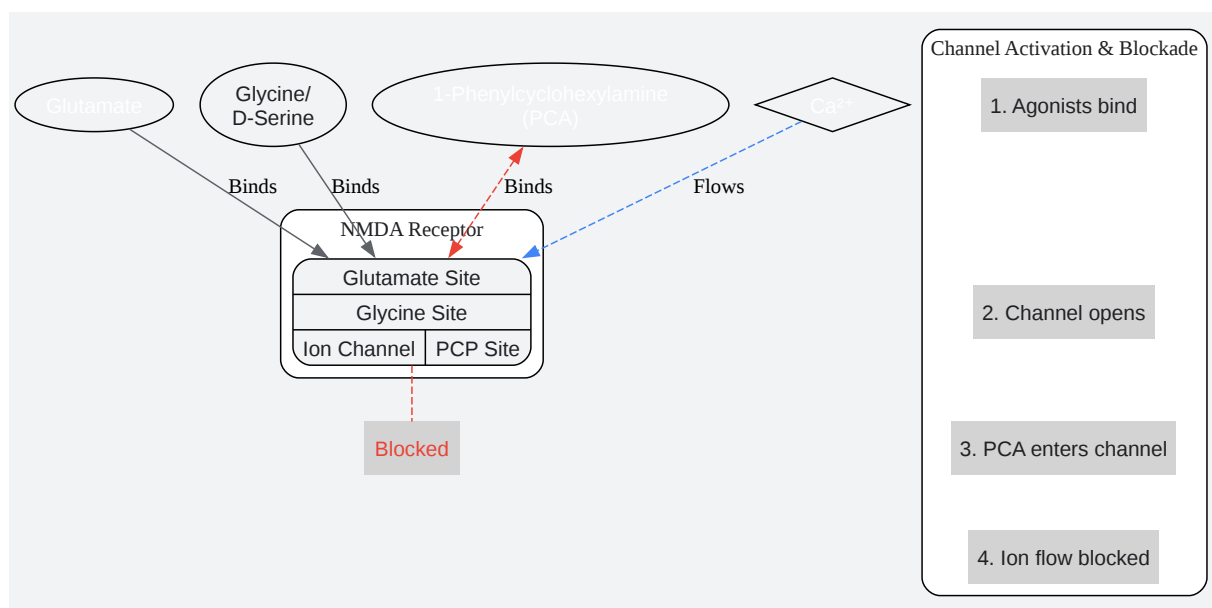 Channel Activation & Blockade
Glutamate
Glycine/
D-Serine
1-Phenylcyclohexylamine
(PCA)
Ca²⁺
1. Agonists bind
Binds
Binds
Binds
Flows
NMDA Receptor
Glutamate Site
Glycine Site
Ion Channel
PCP Site
2. Channel opens
Blocked
3. PCA enters channel
4. Ion flow blocked